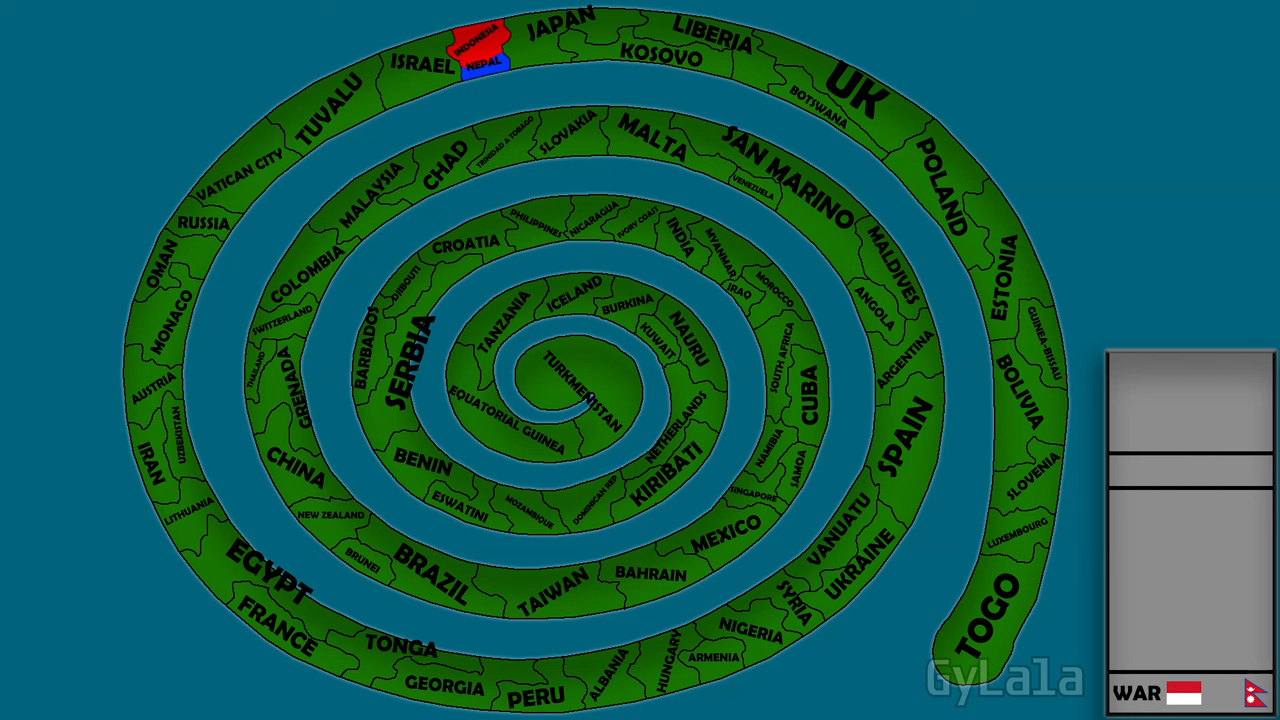 TOGO
LUXEMBOURG
SLOVENIA
BOLIVIA
GUINEA-BISSAU
ESTONIA
POLAND
UK
BOTSWANA
LIBERIA
KOSOVO
JAPAN
INDONESIA
NEPAL
ISRAEL
TUVALU
VATICAN CITY
RUSSIA
OMAN
MONACO
AUSTRIA
UZBEKISTAN
IRAN
LITHUANIA
EGYPT
FRANCE
TONGA
GEORGIA
PERU
ALBANIA
HUNGARY
ARMENIA
NIGERIA
SYRIA
UKRAINE
VANUATU
SPAIN
ARGENTINA
ANGOLA
MALDIVES
SAN MARINO
VENEZUELA
MALTA
SLOVAKIA
TRINIDAD & TOBAGO
CHAD
MALAYSIA
COLOMBIA
SWITZERLAND
THAILAND
GRENADA
CHINA
NEW ZEALAND
BRUNEI
BRAZIL
TAIWAN
BAHRAIN
MEXICO
SINGAPORE
SAMOA
NAMIBIA
CUBA
SOUTH AFRICA
MOROCCO
IRAQ
MYANMAR
INDIA
IVORY COAST
NICARAGUA
PHILIPPINES
CROATIA
DJIBOUTI
BARBADOS
SERBIA
BENIN
ESWATINI
MOZAMBIQUE
DOMINICAN REP
KIRIBATI
NETHERLANDS
NAURU
KUWAIT
BURKINA
ICELAND
TANZANIA
EQUATORIAL GUINEA
TURKMENISTAN
WAR
GyLala